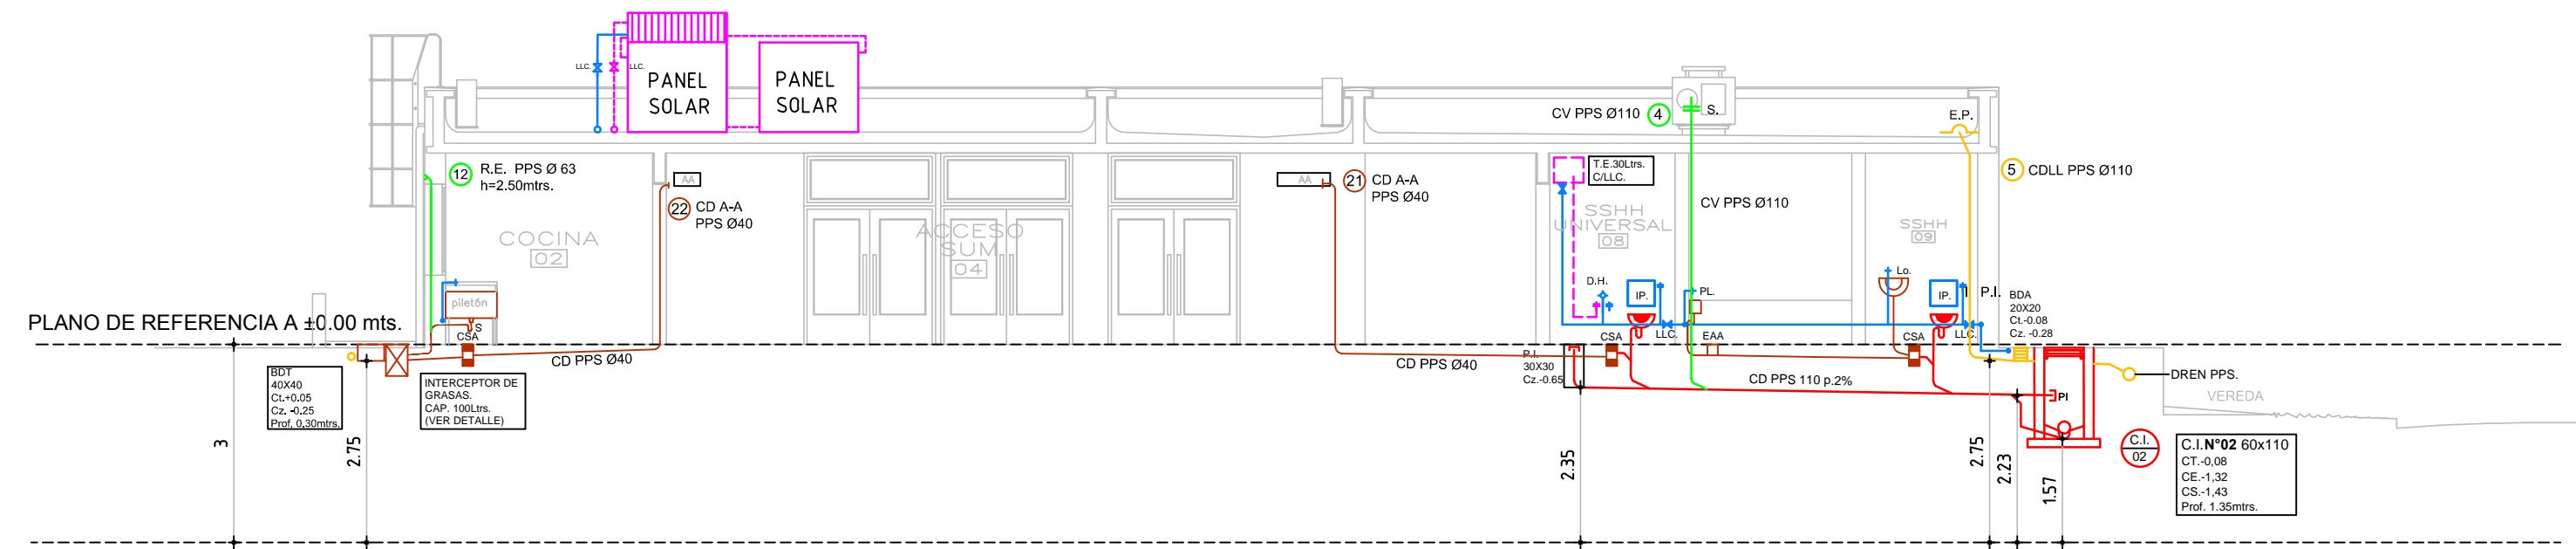 LLC.
LLC.
PANEL
SOLAR
PANEL
SOLAR
CV PPS Ø110
4
S.
E.P.
12
R.E. PPS Ø 63
h=2.50mtrs.
AA
22
CD A-A
PPS Ø40
AA
21
CD A-A
PPS Ø40
T.E.30Ltrs.
C/LLC.
5
CDLL PPS Ø110
CV PPS Ø110
COCINA
02
ACCESO
SUM
04
SSHH
UNIVERSAL
08
SSHH
09
piletón
S
CSA
D.H.
IP.
PL.
Lo.
IP.
P.I.
BDA
20X20
Ct.-0.08
Cz. -0.28
PLANO DE REFERENCIA A ±0.00 mts.
CSA
LLC.
EAA
CSA
LLC.
CD PPS Ø40
CD PPS Ø40
P.I.
30X30
Cz.-0.65
CD PPS 110 p.2%
PI
DREN PPS.
VEREDA
BDT
40X40
Ct.+0.05
Cz. -0.25
Prof. 0,30mtrs.
INTERCEPTOR DE
GRASAS.
CAP. 100Ltrs.
(VER DETALLE)
3
2.75
2.35
2.75
2.23
1.57
C.I.
02
C.I.N°02 60x110
CT.-0,08
CE.-1,32
CS.-1,43
Prof. 1.35mtrs.